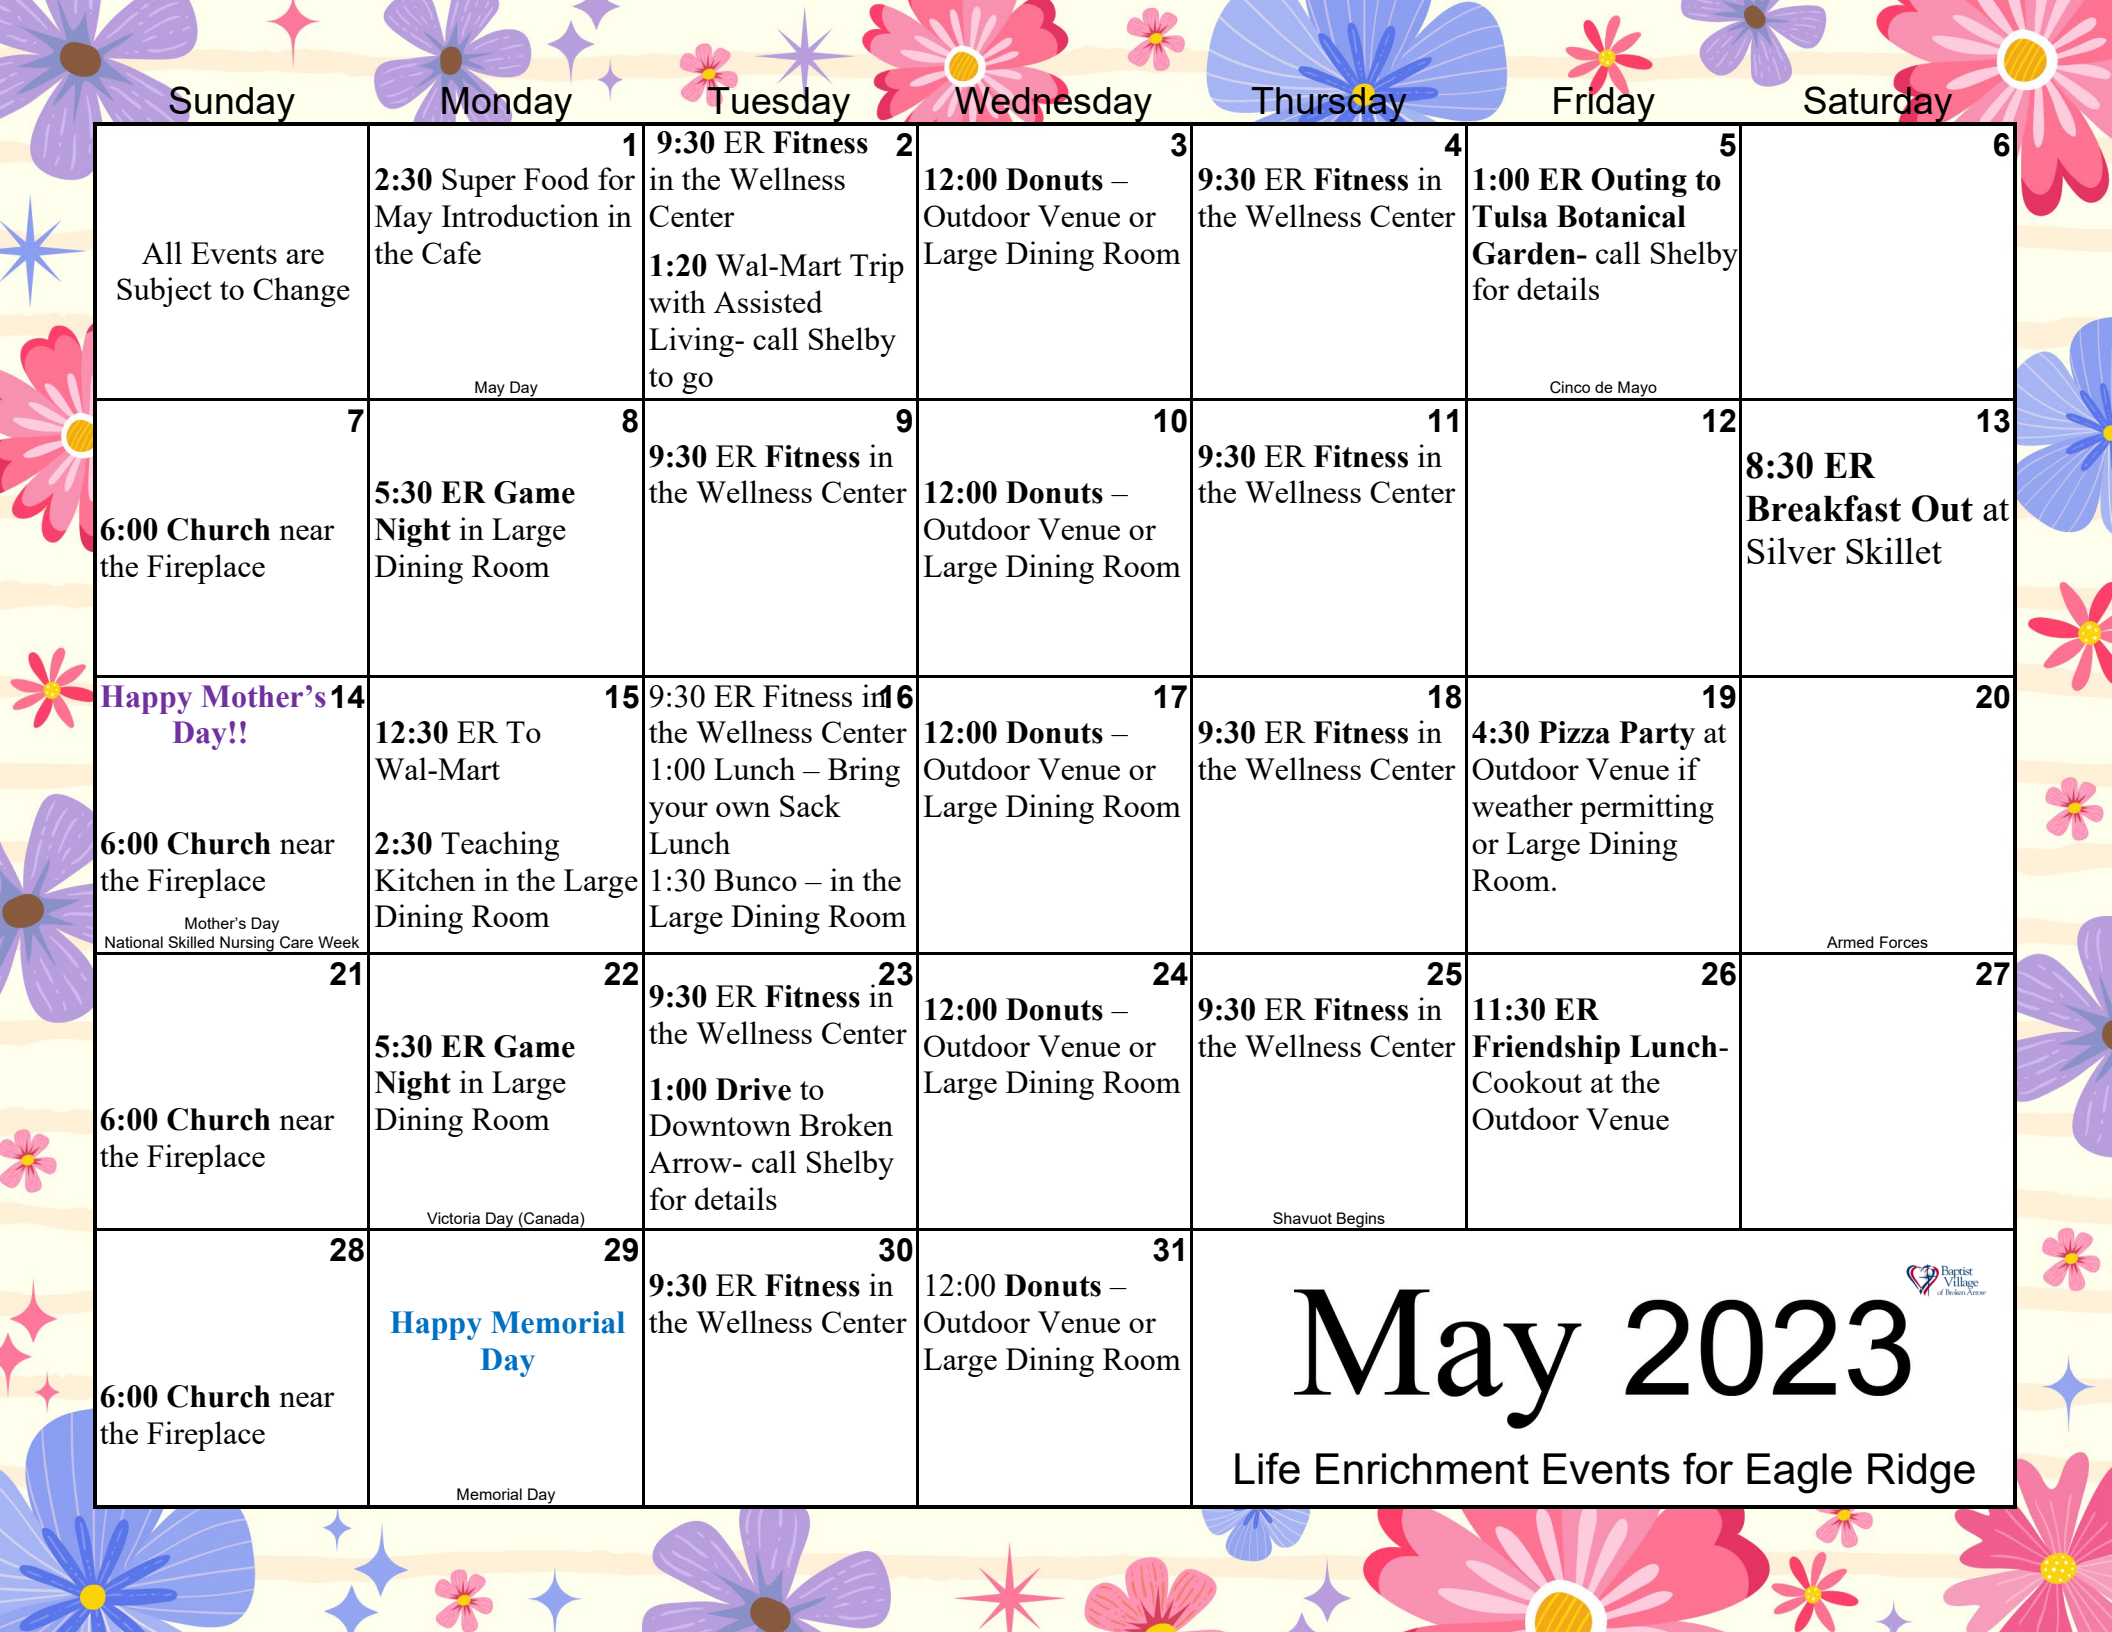 Sunday Monday Tuesday Wednesday Thursday Friday Saturday
All Events are
Subject to Change
1
2:30 Super Food for
May Introduction in
the Cafe
May Day
9:30 ER Fitness 2
in the Wellness
Center
1:20 Wal-Mart Trip
with Assisted
Living- call Shelby
to go
3
12:00 Donuts –
Outdoor Venue or
Large Dining Room
4
9:30 ER Fitness in
the Wellness Center
5
1:00 ER Outing to
Tulsa Botanical
Garden- call Shelby
for details
Cinco de Mayo
6
7
6:00 Church near
the Fireplace
8
5:30 ER Game
Night in Large
Dining Room
9
9:30 ER Fitness in
the Wellness Center
10
12:00 Donuts –
Outdoor Venue or
Large Dining Room
11
9:30 ER Fitness in
the Wellness Center
12
13
8:30 ER
Breakfast Out at
Silver Skillet
Happy Mother’s 14
Day!!
6:00 Church near
the Fireplace
Mother’s Day
National Skilled Nursing Care Week
15
12:30 ER To
Wal-Mart
2:30 Teaching
Kitchen in the Large
Dining Room
9:30 ER Fitness in 16
the Wellness Center
1:00 Lunch – Bring
your own Sack
Lunch
1:30 Bunco – in the
Large Dining Room
17
12:00 Donuts –
Outdoor Venue or
Large Dining Room
18
9:30 ER Fitness in
the Wellness Center
19
4:30 Pizza Party at
Outdoor Venue if
weather permitting
or Large Dining
Room.
20
Armed Forces
21
6:00 Church near
the Fireplace
22
5:30 ER Game
Night in Large
Dining Room
Victoria Day (Canada)
23
9:30 ER Fitness in
the Wellness Center
1:00 Drive to
Downtown Broken
Arrow- call Shelby
for details
24
12:00 Donuts –
Outdoor Venue or
Large Dining Room
25
9:30 ER Fitness in
the Wellness Center
Shavuot Begins
26
11:30 ER
Friendship Lunch-
Cookout at the
Outdoor Venue
27
28
6:00 Church near
the Fireplace
29
Happy Memorial
Day
Memorial Day
30
9:30 ER Fitness in
the Wellness Center
31
12:00 Donuts –
Outdoor Venue or
Large Dining Room
Baptist
Village
of Broken Arrow
May 2023
Life Enrichment Events for Eagle Ridge